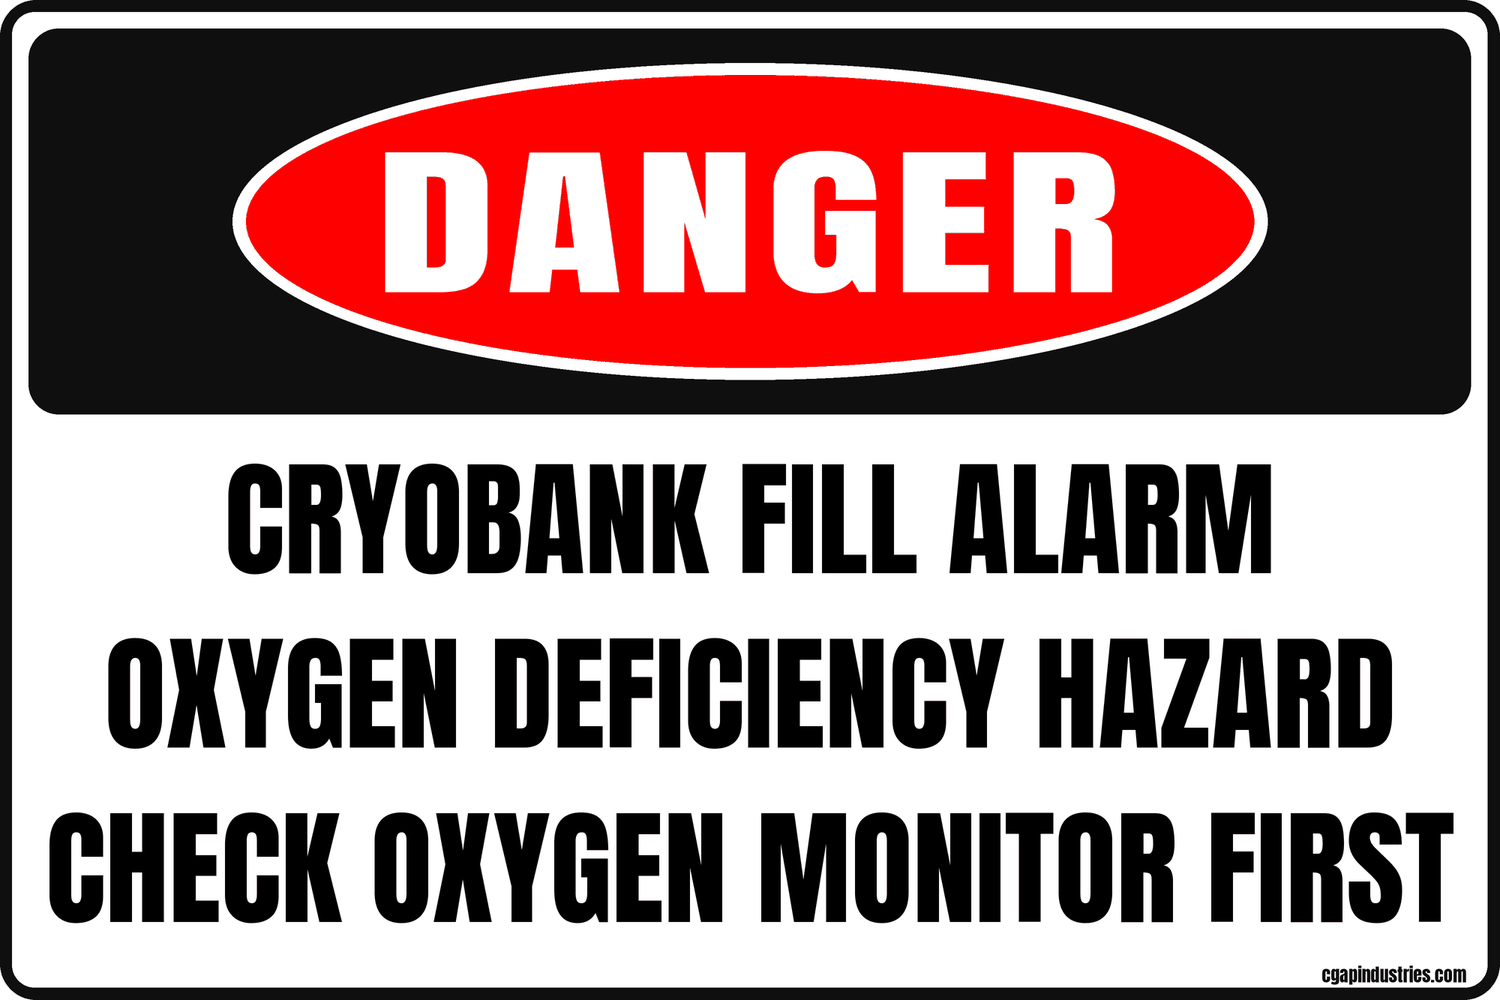 DANGER
CRYOBANK FILL ALARM
OXYGEN DEFICIENCY HAZARD
CHECK OXYGEN MONITOR FIRST
cgapindustries.com